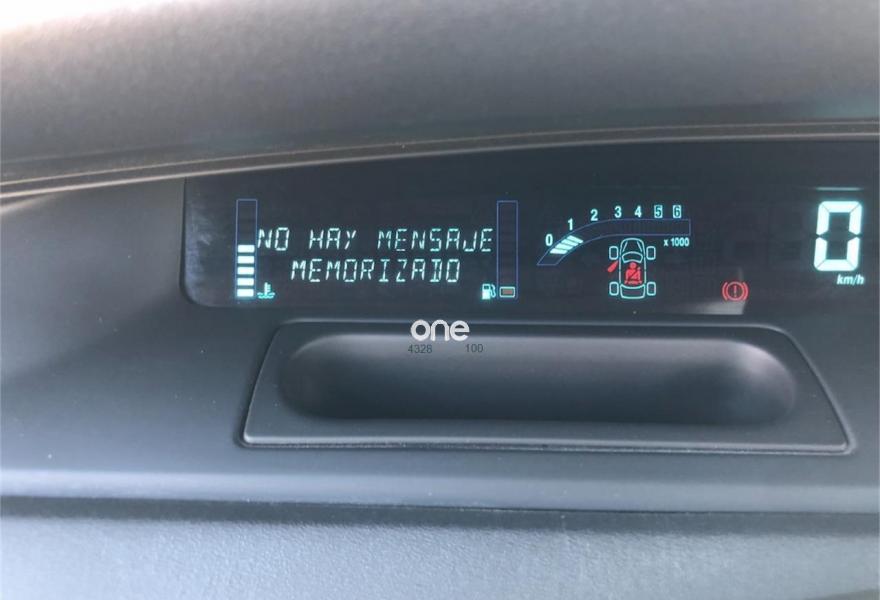 NO HAY MENSAJE
MEMORIZADO
0 1 2 3 4 5 6
x 1000
0
km/h
one
4328 100